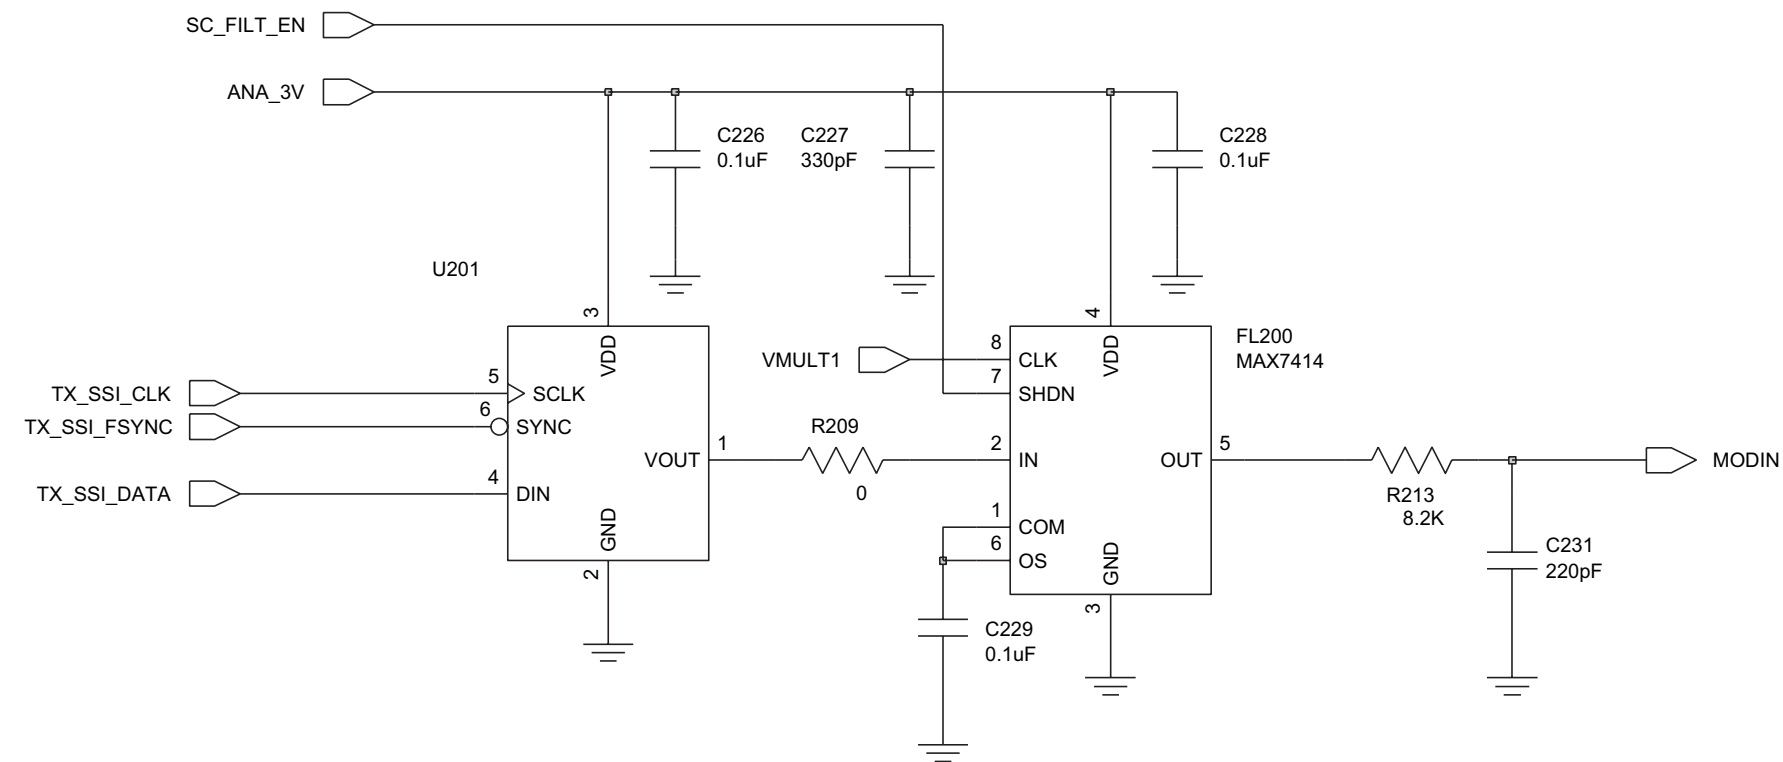 SC_FILT_EN
ANA_3V
C226
0.1uF
C227
330pF
C228
0.1uF
U201
3
VDD
4
VDD
FL200
MAX7414
VMULT1
8
CLK
7
SHDN
TX_SSI_CLK
5
SCLK
TX_SSI_FSYNC
6
SYNC
TX_SSI_DATA
4
DIN
VOUT
1
R209
0
2
IN
OUT
5
R213
8.2K
MODIN
1
COM
6
OS
GND
2
GND
3
C229
0.1uF
C231
220pF